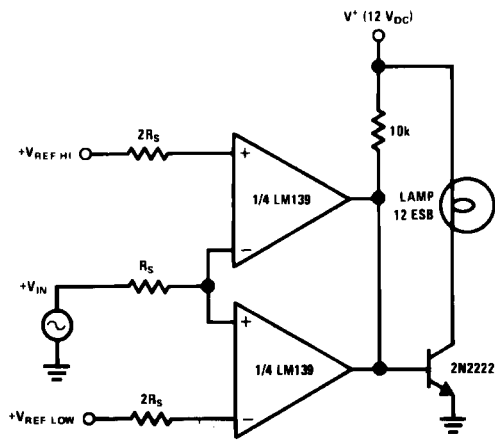 V⁺ (12 V_DC)
2R_S
+V_REF HI
+
10k
1/4 LM139
LAMP
12 ESB
−
R_S
+V_IN
+
1/4 LM139
2N2222
2R_S
−
+V_REF LOW